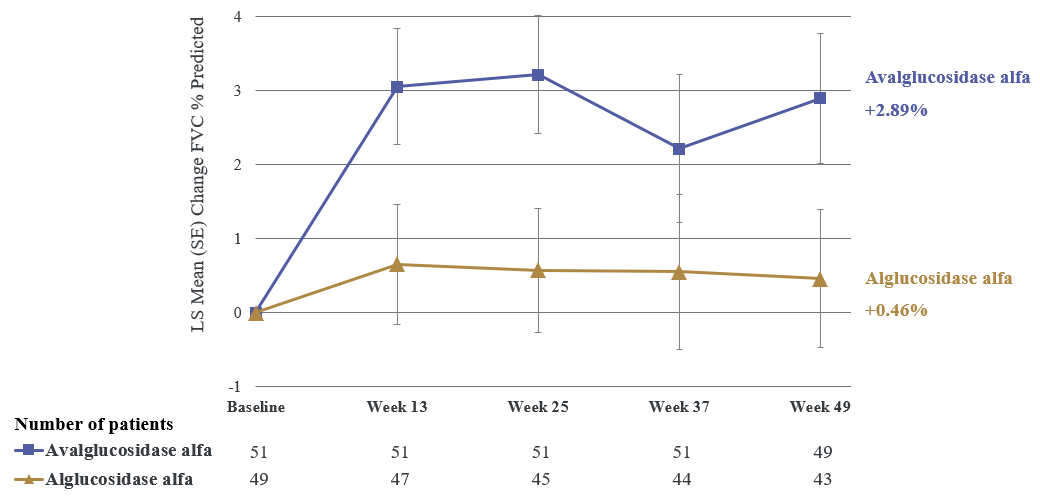 LS Mean (SE) Change FVC % Predicted
4
3
2
1
0
-1
Avalglucosidase alfa
+2.89%
Alglucosidase alfa
+0.46%
Baseline Week 13 Week 25 Week 37 Week 49
Number of patients
Avalglucosidase alfa 51 51 51 51 49
Alglucosidase alfa 49 47 45 44 43